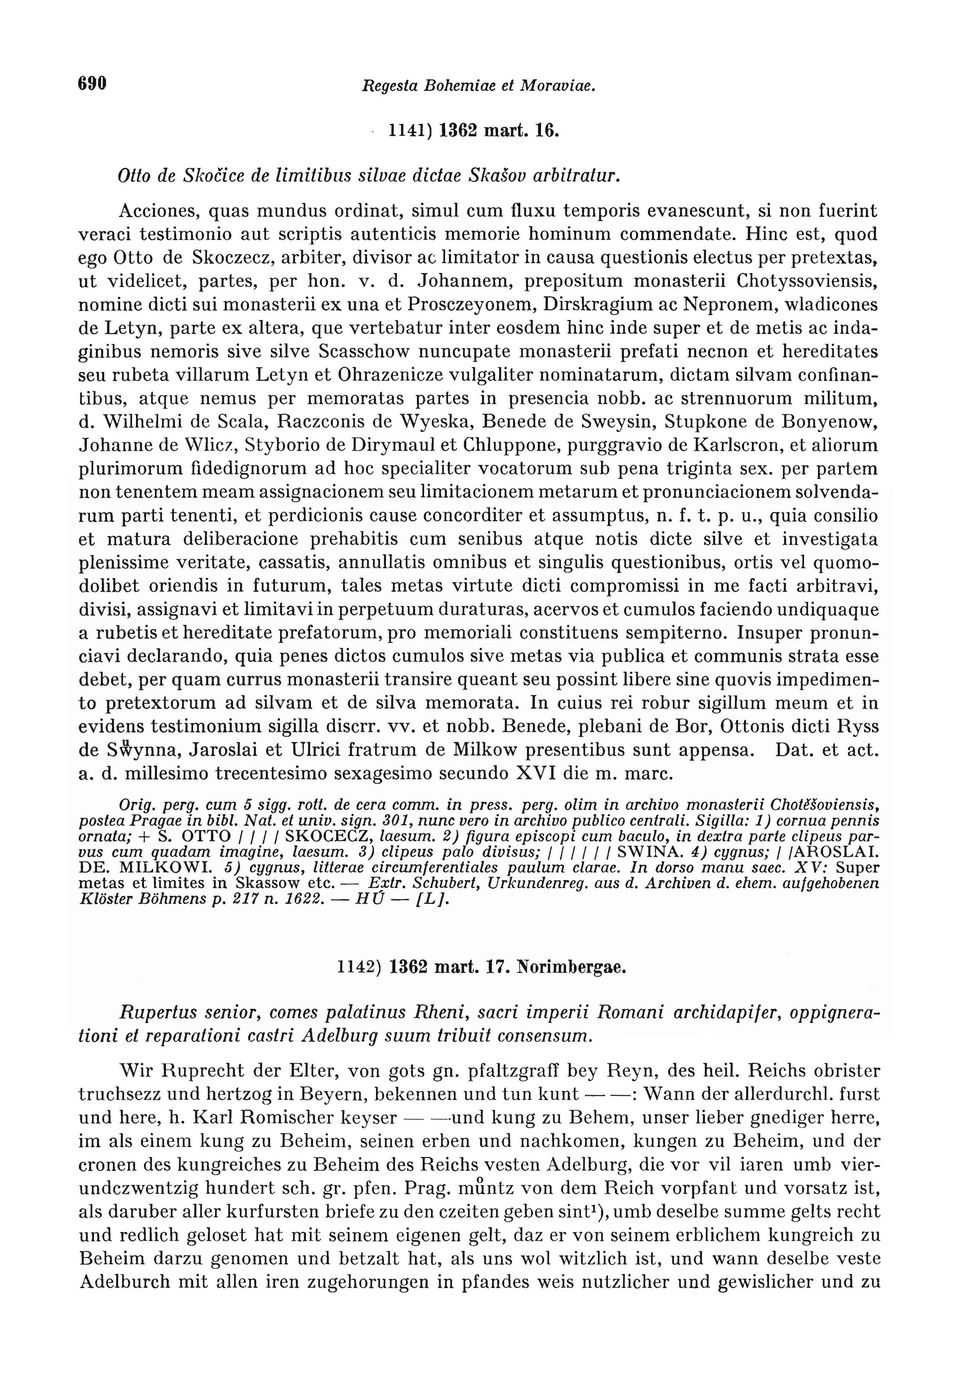 690
Regesta Bohemiae et Moraviae.
1141) 1362 mart. 16.
Otto de Skočice de limitibus silvae dictae Skašov arbitratur.
Acciones, quas mundus ordinat, simul cum fluxu temporis evanescunt, si non fuerint
veraci testimonio aut scriptis autenticis memorie hominum commendate. Hinc est, quod
ego Otto de Skoczecz, arbiter, divisor ac limitator in causa questionis electus per pretextas,
ut videlicet, partes, per hon. v. d. Johannem, prepositum monasterii Chotyssoviensis,
nomine dicti sui monasterii ex una et Prosczeyonem, Dirskragium ac Nepronem, wladicones
de Letyn, parte ex altera, que vertebatur inter eosdem hinc inde super et de metis ac inda-
ginibus nemoris sive silve Scasschow nuncupate monasterii prefati necnon et hereditates
seu rubeta villarum Letyn et Ohrazenicze vulgaliter nominatarum, dictam silvam confinan-
tibus, atque nemus per memoratas partes in presencia nobb. ac strennuorum militum,
d. Wilhelmi de Scala, Raczconis de Wyeska, Benede de Sweysin, Stupkone de Bonyenow,
Johanne de Wlicz, Styborio de Dirymaul et Chluppone, purggravio de Karlscron, et aliorum
plurimorum fidedignorum ad hoc specialiter vocatorum sub pena triginta sex. per partem
non tenentem meam assignacionem seu limitacionem metarum et pronunciacionem solvenda-
rum parti tenenti, et perdicionis cause concorditer et assumptus, n. f. t. p. u., quia consilio
et matura deliberacione prehabitis cum senibus atque notis dicte silve et investigata
plenissime veritate, cassatis, annullatis omnibus et singulis questionibus, ortis vel quomo-
dolibet oriendis in futurum, tales metas virtute dicti compromissi in me facti arbitravi,
divisi, assignavi et limitavi in perpetuum duraturas, acervos et cumulos faciendo undiquaque
a rubetis et hereditate prefatorum, pro memoriali constituens sempiterno. Insuper pronun-
ciavi declarando, quia penes dictos cumulos sive metas via publica et communis strata esse
debet, per quam currus monasterii transire queant seu possint libere sine quovis impedimen-
to pretextorum ad silvam et de silva memorata. In cuius rei robur sigillum meum et in
evidens testimonium sigilla discrr. vv. et nobb. Benede, plebani de Bor, Ottonis dicti Ryss
de Swͤynna, Jaroslai et Ulrici fratrum de Milkow presentibus sunt appensa. Dat. et act.
a. d. millesimo trecentesimo sexagesimo secundo XVI die m. marc.
Orig. perg. cum 5 sigg. rott. de cera comm. in press. perg. olim in archivo monasterii Chotěšoviensis,
postea Pragae in bibl. Nat. et univ. sign. 301, nunc vero in archivo publico centrali. Sigilla: 1) cornua pennis
ornata; + S. OTTO / / / / SKOCECZ, laesum. 2) figura episcopi cum baculo, in dextra parte clipeus par-
vus cum quadam imagine, laesum. 3) clipeus palo divisus; / / / / / / SWINA. 4) cygnus; / /AROSLAI.
DE. MILKOWI. 5) cygnus, litterae circumferentiales paulum clarae. In dorso manu saec. XV: Super
metas et limites in Skassow etc. — Extr. Schubert, Urkundenreg. aus d. Archiven d. ehem. aufgehobenen
Klöster Böhmens p. 217 n. 1622. — HÚ — [L].
1142) 1362 mart. 17. Norimbergae.
Rupertus senior, comes palatinus Rheni, sacri imperii Romani archidapifer, oppignera-
tioni et reparationi castri Adelburg suum tribuit consensum.
Wir Ruprecht der Elter, von gots gn. pfaltzgraff bey Reyn, des heil. Reichs obrister
truchsezz und hertzog in Beyern, bekennen und tun kunt — —: Wann der allerdurchl. furst
und here, h. Karl Romischer keyser — —und kung zu Behem, unser lieber gnediger herre,
im als einem kung zu Beheim, seinen erben und nachkomen, kungen zu Beheim, und der
cronen des kungreiches zu Beheim des Reichs vesten Adelburg, die vor vil iaren umb vier-
undczwentzig hundert sch. gr. pfen. Prag. můntz von dem Reich vorpfant und vorsatz ist,
als daruber aller kurfursten briefe zu den czeiten geben sint¹), umb deselbe summe gelts recht
und redlich geloset hat mit seinem eigenen gelt, daz er von seinem erblichem kungreich zu
Beheim darzu genomen und betzalt hat, als uns wol witzlich ist, und wann deselbe veste
Adelburch mit allen iren zugehorungen in pfandes weis nutzlicher und gewislicher und zu